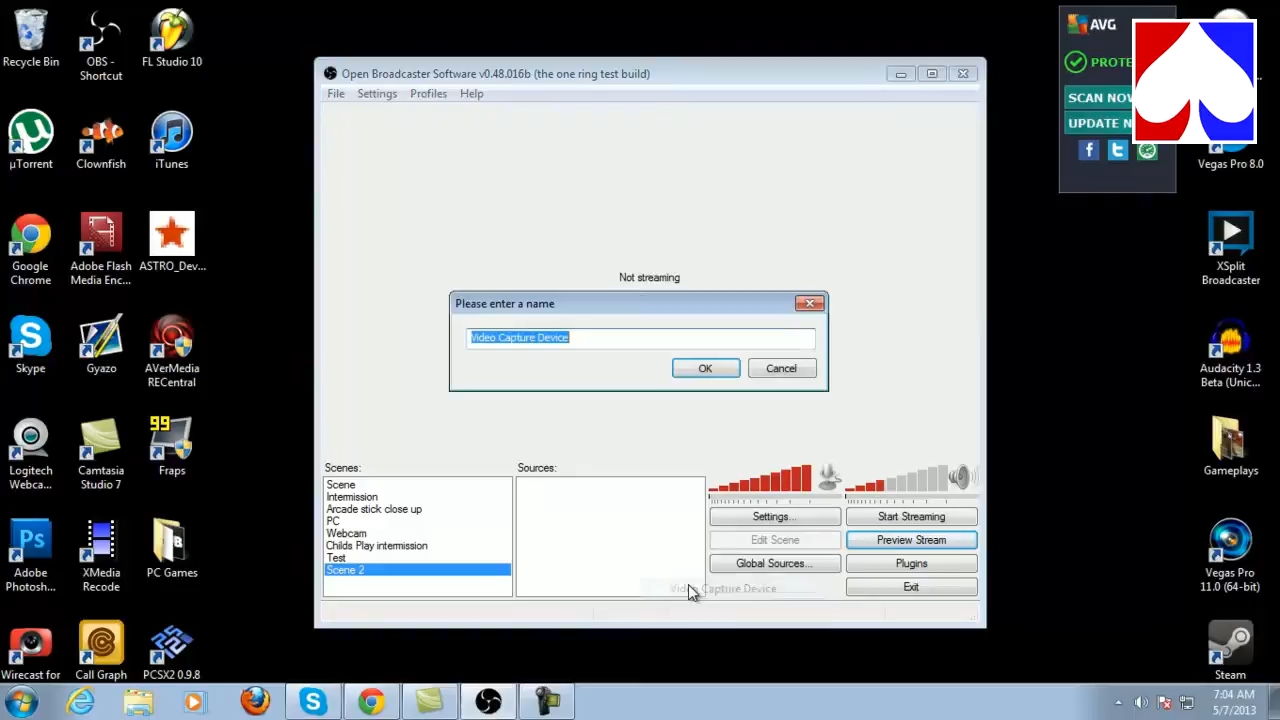 Recycle Bin
OBS - Shortcut
FL Studio 10
µTorrent
Clownfish
iTunes
Google Chrome
Adobe Flash Media Enc...
ASTRO_Dev...
Skype
Gyazo
AVerMedia RECentral
Logitech Webca...
Camtasia Studio 7
99
Fraps
Ps
Adobe Photosh...
XMedia Recode
PC Games
Wirecast for
Call Graph
PCSX2 0.9.8
Open Broadcaster Software v0.48.016b (the one ring test build)
File Settings Profiles Help
Not streaming
Please enter a name
Video Capture Device
OK Cancel
Scenes:
Scene
Intermission
Arcade stick close up
PC
Webcam
Childs Play intermission
Test
Scene 2
Sources:
Settings... Start Streaming
Edit Scene Preview Stream
Global Sources... Plugins
Video Capture Device
Exit
AVG
SCAN NOW
Vegas Pro 8.0
XSplit Broadcaster
Audacity 1.3 Beta (Unic...
Gameplays
Vegas Pro 11.0 (64-bit)
Steam
7:04 AM
5/7/2013